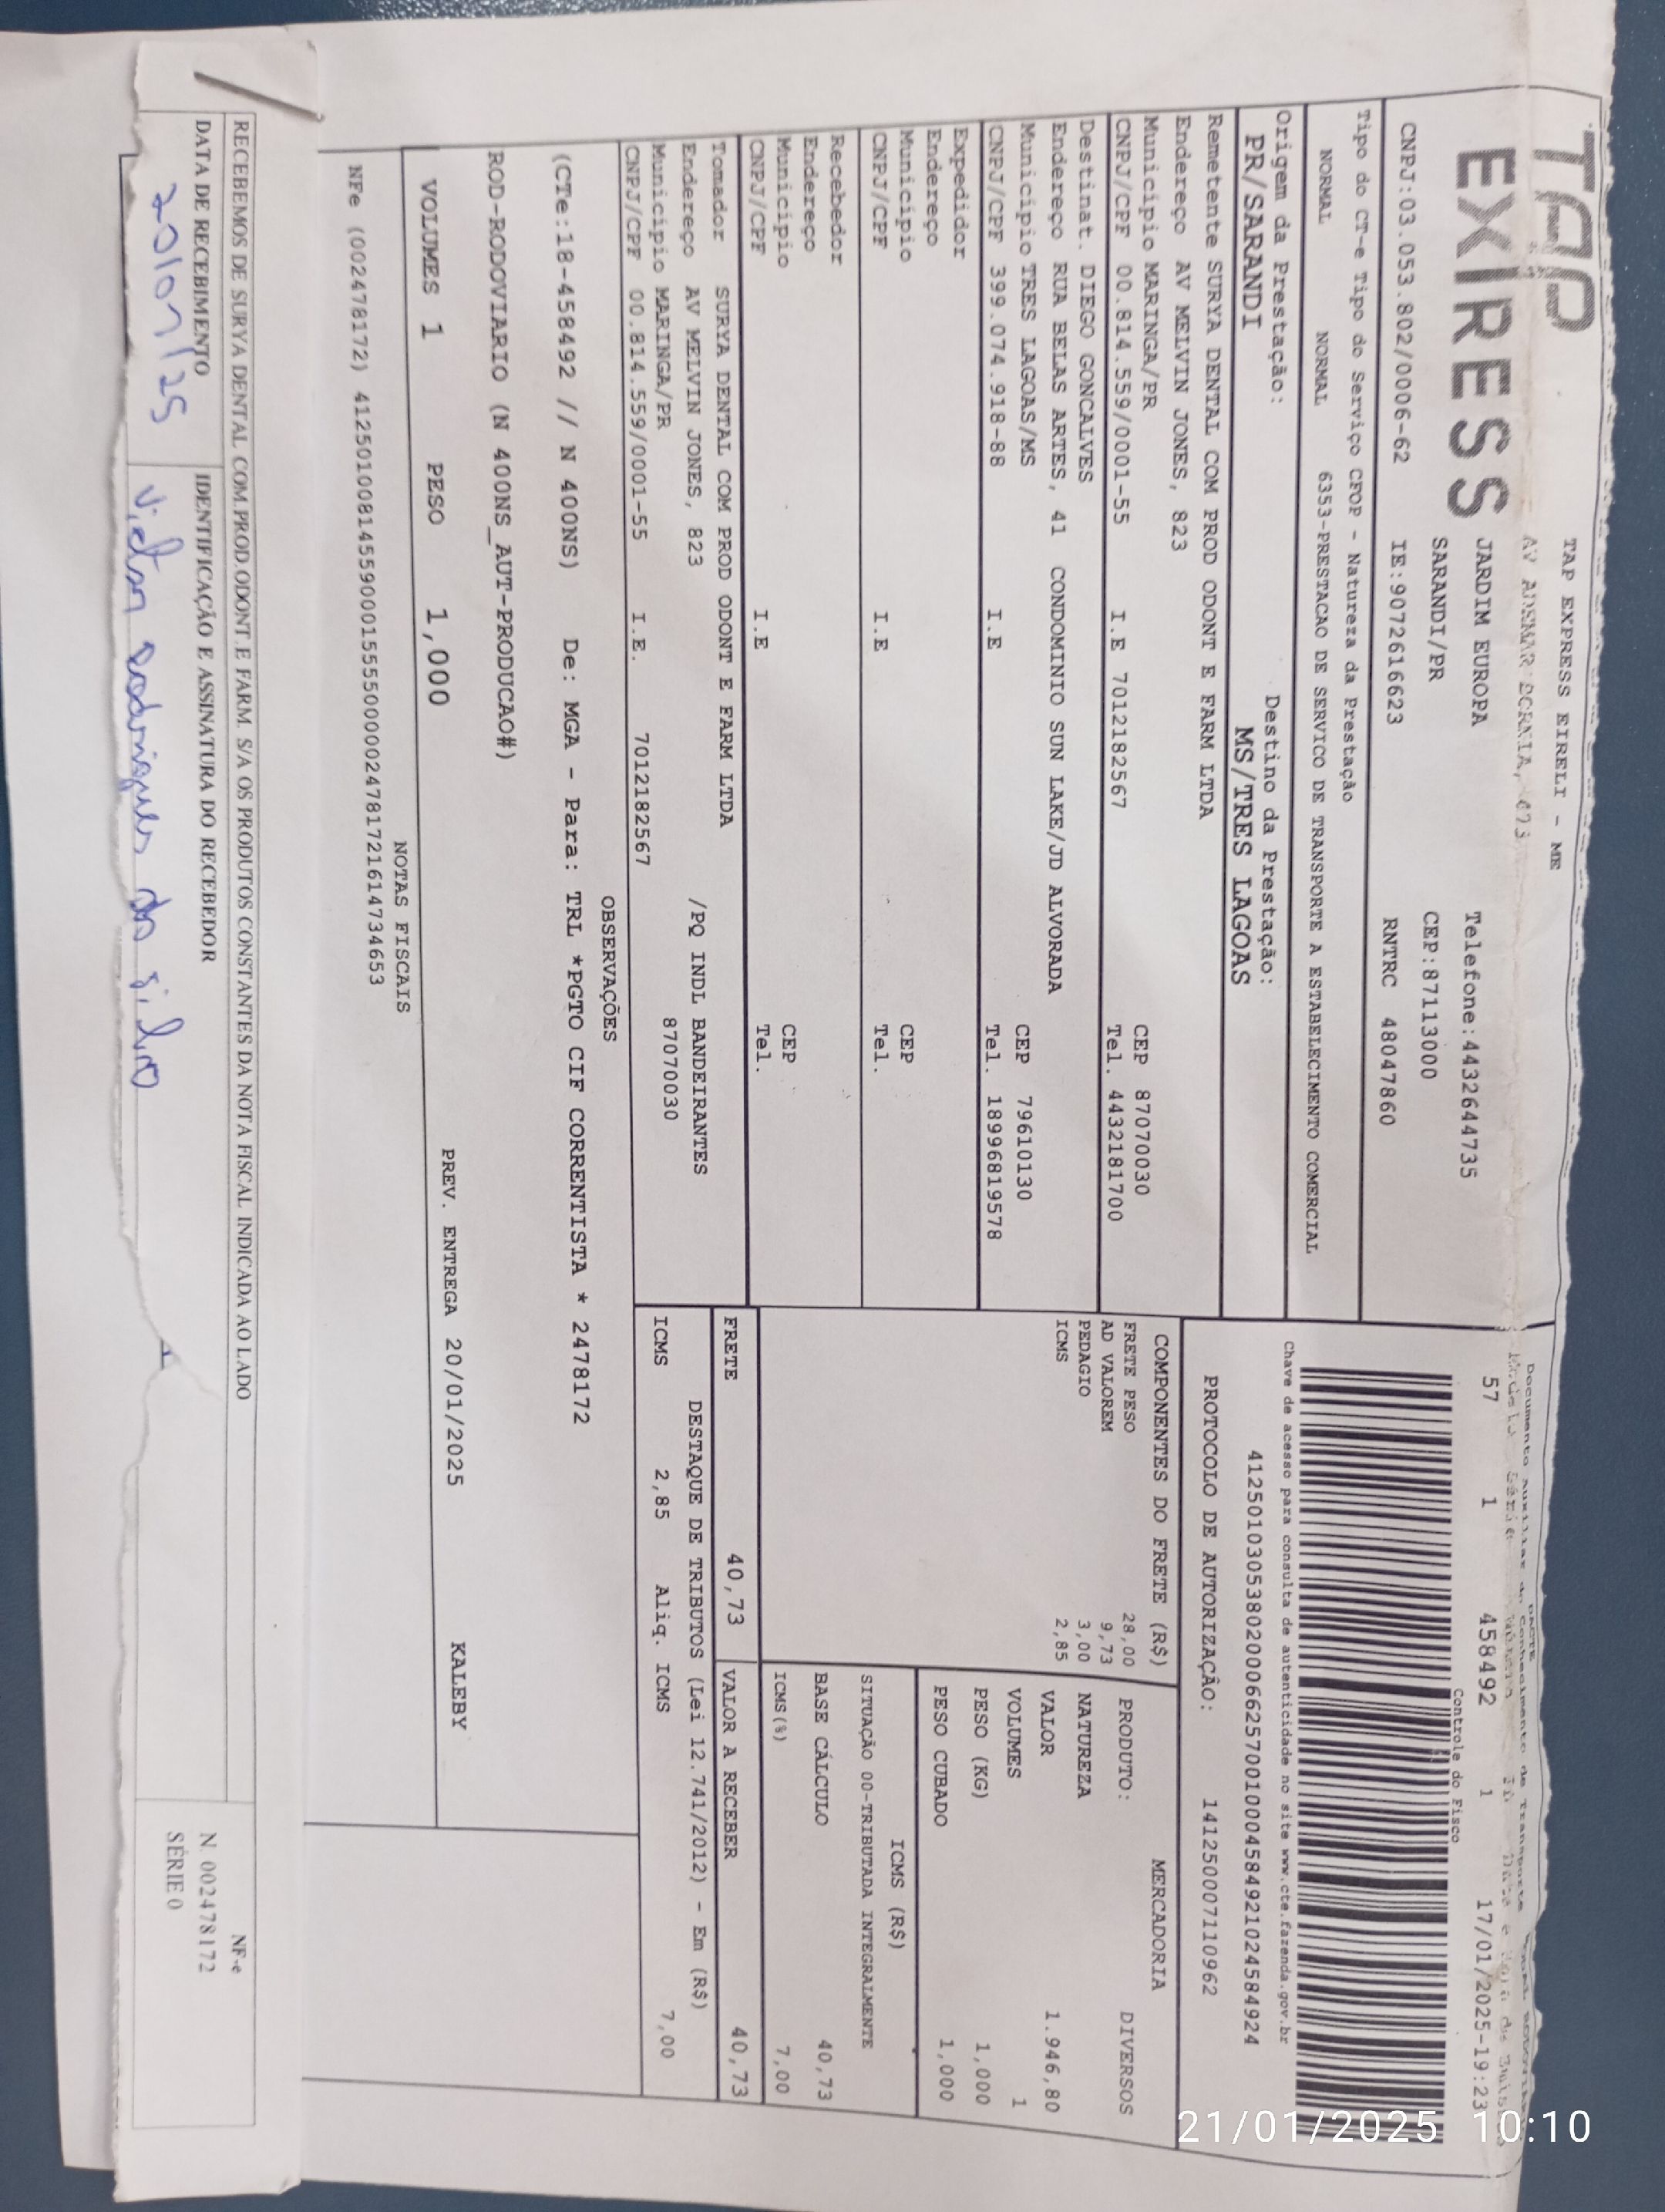 TAP
EXPRESS
TAP EXPRESS EIRELI - ME
AV ADEMAR BORNIA,
JARDIM EUROPA
SARANDI/PR
Telefone:4432644735
CEP:87113000
CNPJ:03.053.802/0006-62 IE:9072616623 RNTRC 48047860
Tipo do CT-e Tipo do Serviço CFOP - Natureza da Prestação
NORMAL NORMAL 6353-PRESTACAO DE SERVICO DE TRANSPORTE A ESTABELECIMENTO COMERCIAL
Origem da Prestação: Destino da Prestação:
PR/SARANDI MS/TRES LAGOAS
57 1 458492 1 17/01/2025-19:23
Controle do Fisco
Chave de acesso para consulta de autenticidade no site www.cte.fazenda.gov.br
41250103053802000662570010004584921024584924
PROTOCOLO DE AUTORIZAÇÃO: 141250007110962
Remetente SURYA DENTAL COM PROD ODONT E FARM LTDA
Endereço AV MELVIN JONES, 823
Municipio MARINGA/PR CEP 87070030
CNPJ/CPF 00.814.559/0001-55 I.E 7012182567 Tel. 4432181700
Destinat. DIEGO GONCALVES
Endereço RUA BELAS ARTES, 41 CONDOMINIO SUN LAKE/JD ALVORADA
Municipio TRES LAGOAS/MS CEP 79610130
CNPJ/CPF 399.074.918-88 I.E Tel. 18996819578
Expedidor
Endereço
Municipio CEP
CNPJ/CPF I.E Tel.
Recebedor
Endereço
Municipio CEP
CNPJ/CPF I.E Tel.
Tomador SURYA DENTAL COM PROD ODONT E FARM LTDA
Endereço AV MELVIN JONES, 823 /PQ INDL BANDEIRANTES
Municipio MARINGA/PR 87070030
CNPJ/CPF 00.814.559/0001-55 I.E. 7012182567
COMPONENTES DO FRETE (R$)
FRETE PESO 28,00
AD VALOREM 9,73
PEDAGIO 3,00
ICMS 2,85
MERCADORIA
PRODUTO: DIVERSOS
NATUREZA
VALOR 1.946,80
VOLUMES 1
PESO (KG) 1,000
PESO CUBADO 1,000
ICMS (R$)
SITUAÇÃO 00-TRIBUTADA INTEGRALMENTE
BASE CÁLCULO 40,73
ICMS(%) 7,00
FRETE 40,73 VALOR A RECEBER 40,73
DESTAQUE DE TRIBUTOS (Lei 12.741/2012) - Em (R$)
ICMS 2,85 Aliq. ICMS 7,00
OBSERVAÇÕES
(CTe:18-458492 // N 400NS) De: MGA - Para: TRL *PGTO CIF CORRENTISTA * 2478172
ROD-RODOVIARIO (N 400NS_AUT-PRODUCAO#)
VOLUMES 1 PESO 1,000 PREV. ENTREGA 20/01/2025 KALEBY
NOTAS FISCAIS
NFe (002478172) 41250100814559000155550000024781721614734653
RECEBEMOS DE SURYA DENTAL COM.PROD.ODONT.E FARM. S/A OS PRODUTOS CONSTANTES DA NOTA FISCAL INDICADA AO LADO
DATA DE RECEBIMENTO IDENTIFICAÇÃO E ASSINATURA DO RECEBEDOR
20/01/25 Victor Rodrigues da Silva
NF-e
N. 002478172
SÉRIE 0
21/01/2025 10:10